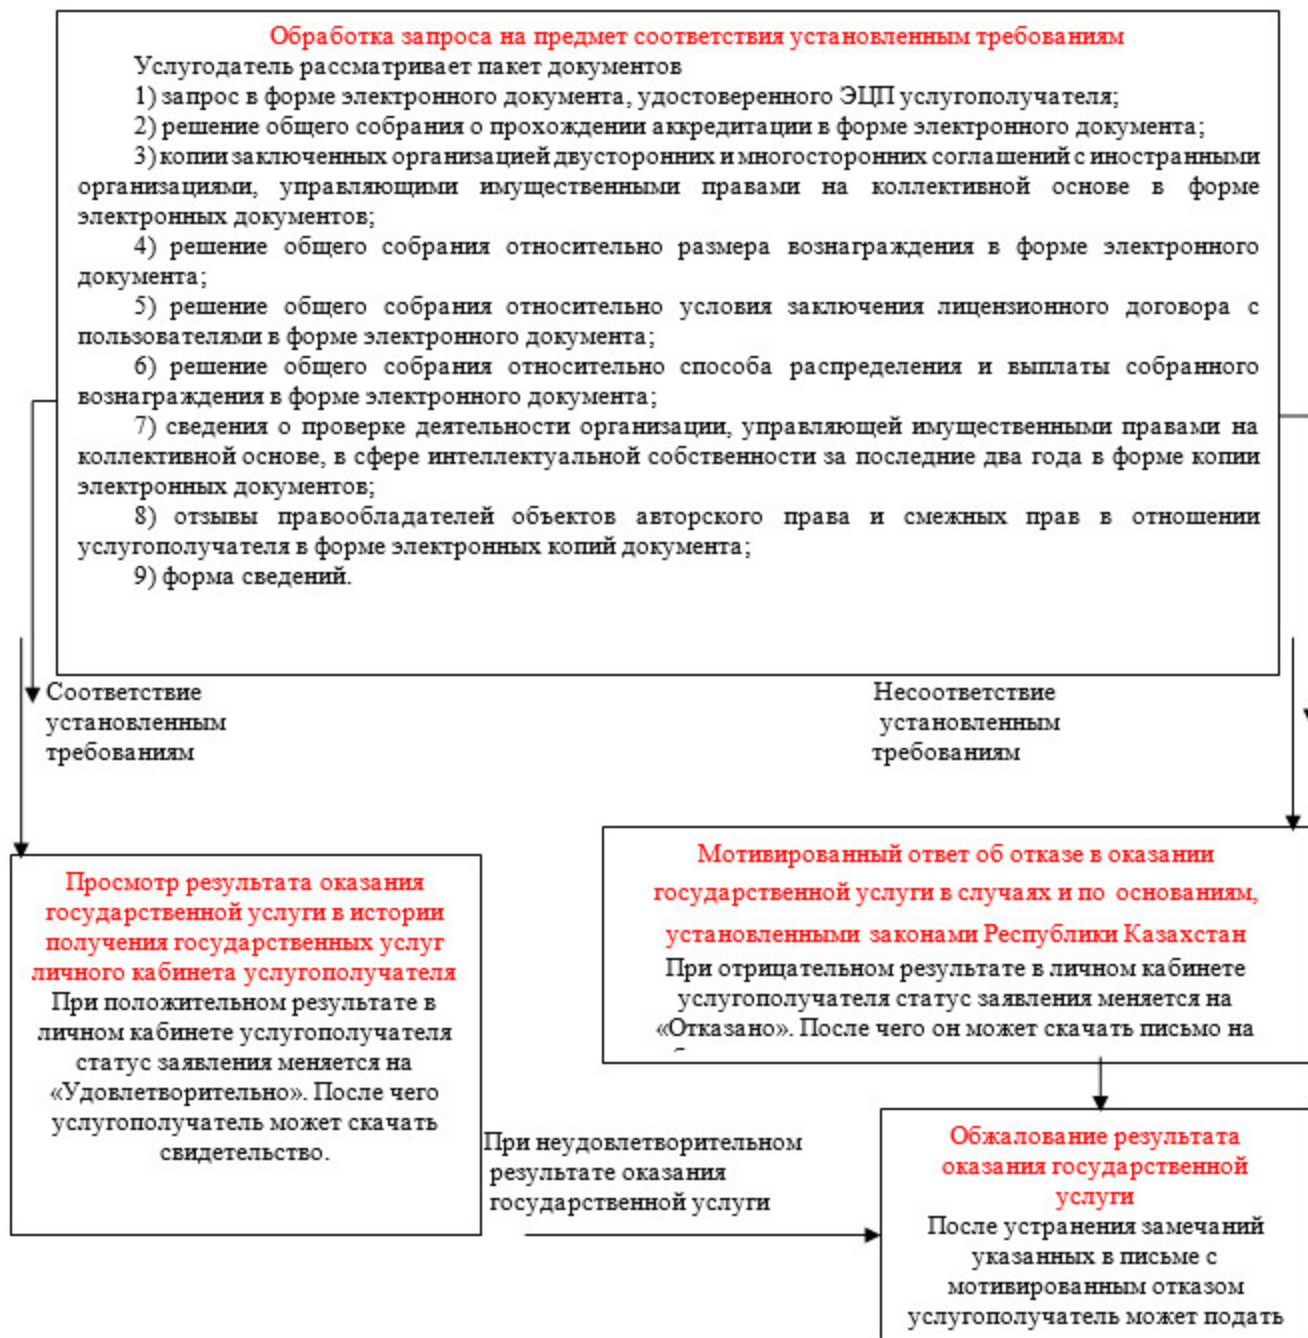 Обработка запроса на предмет соответствия установленным требованиям
Услугодатель рассматривает пакет документов
1) запрос в форме электронного документа, удостоверенного ЭЦП услугополучателя;
2) решение общего собрания о прохождении аккредитации в форме электронного документа;
3) копии заключенных организацией двусторонних и многосторонних соглашений с иностранными
организациями, управляющими имущественными правами на коллективной основе в форме
электронных документов;
4) решение общего собрания относительно размера вознаграждения в форме электронного
документа;
5) решение общего собрания относительно условия заключения лицензионного договора с
пользователями в форме электронного документа;
6) решение общего собрания относительно способа распределения и выплаты собранного
вознаграждения в форме электронного документа;
7) сведения о проверке деятельности организации, управляющей имущественными правами на
коллективной основе, в сфере интеллектуальной собственности за последние два года в форме копии
электронных документов;
8) отзывы правообладателей объектов авторского права и смежных прав в отношении
услугополучателя в форме электронных копий документа;
9) форма сведений.
Соответствие
установленным
требованиям
Несоответствие
установленным
требованиям
Просмотр результата оказания
государственной услуги в истории
получения государственных услуг
личного кабинета услугополучателя
При положительном результате в
личном кабинете услугополучателя
статус заявления меняется на
«Удовлетворительно». После чего
услугополучатель может скачать
свидетельство.
Мотивированный ответ об отказе в оказании
государственной услуги в случаях и по основаниям,
установленными законами Республики Казахстан
При отрицательном результате в личном кабинете
услугополучателя статус заявления меняется на
«Отказано». После чего он может скачать письмо на
При неудовлетворительном
результате оказания
государственной услуги
Обжалование результата
оказания государственной
услуги
После устранения замечаний
указанных в письме с
мотивированным отказом
услугополучатель может подать